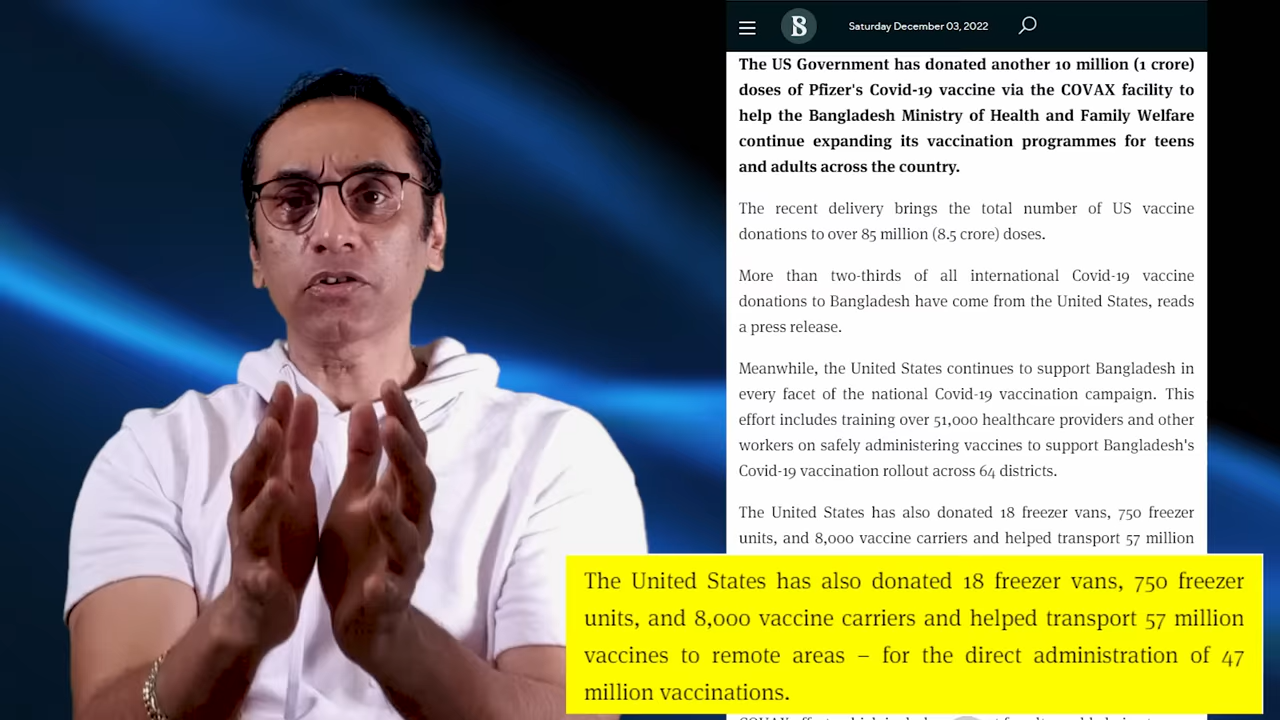 B
Saturday December 03, 2022
The US Government has donated another 10 million (1 crore)
doses of Pfizer's Covid-19 vaccine via the COVAX facility to
help the Bangladesh Ministry of Health and Family Welfare
continue expanding its vaccination programmes for teens
and adults across the country.
The recent delivery brings the total number of US vaccine
donations to over 85 million (8.5 crore) doses.
More than two-thirds of all international Covid-19 vaccine
donations to Bangladesh have come from the United States, reads
a press release.
Meanwhile, the United States continues to support Bangladesh in
every facet of the national Covid-19 vaccination campaign. This
effort includes training over 51,000 healthcare providers and other
workers on safely administering vaccines to support Bangladesh's
Covid-19 vaccination rollout across 64 districts.
The United States has also donated 18 freezer vans, 750 freezer
units, and 8,000 vaccine carriers and helped transport 57 million
The United States has also donated 18 freezer vans, 750 freezer
units, and 8,000 vaccine carriers and helped transport 57 million
vaccines to remote areas – for the direct administration of 47
million vaccinations.